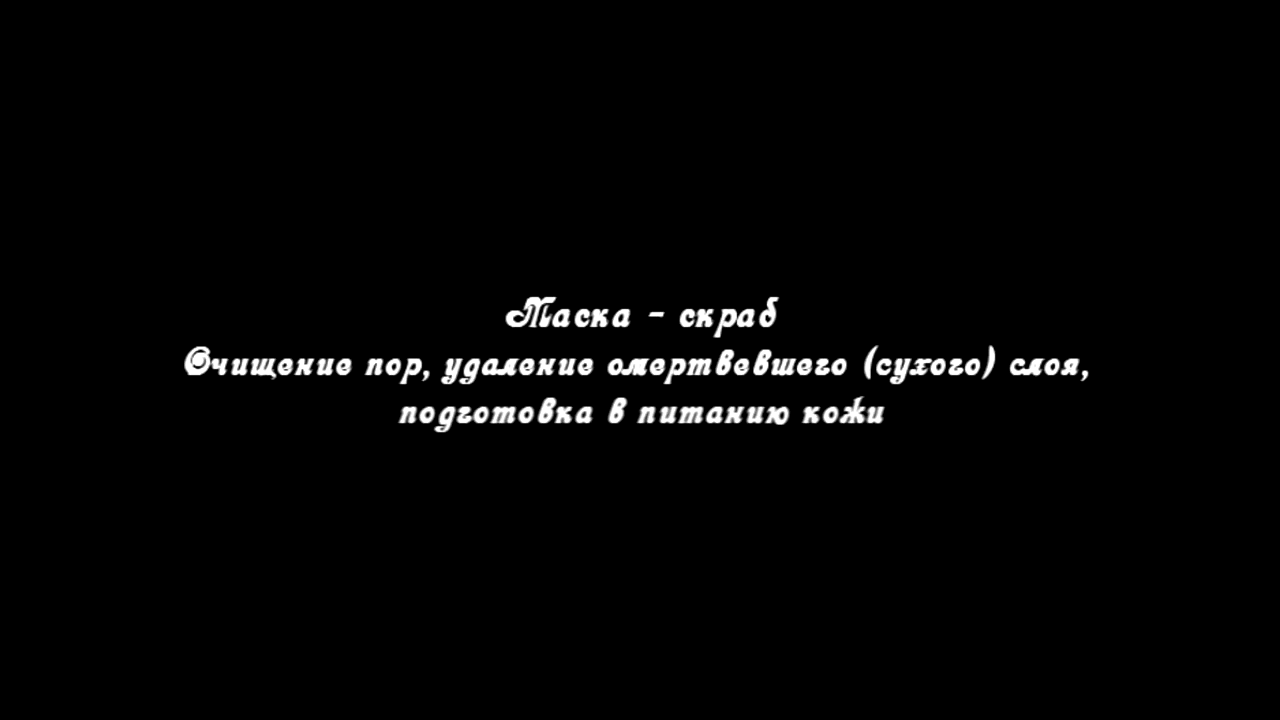 Маска - скраб
Очищение пор, удаление омертвевшего (сухого) слоя,
подготовка в питанию кожи